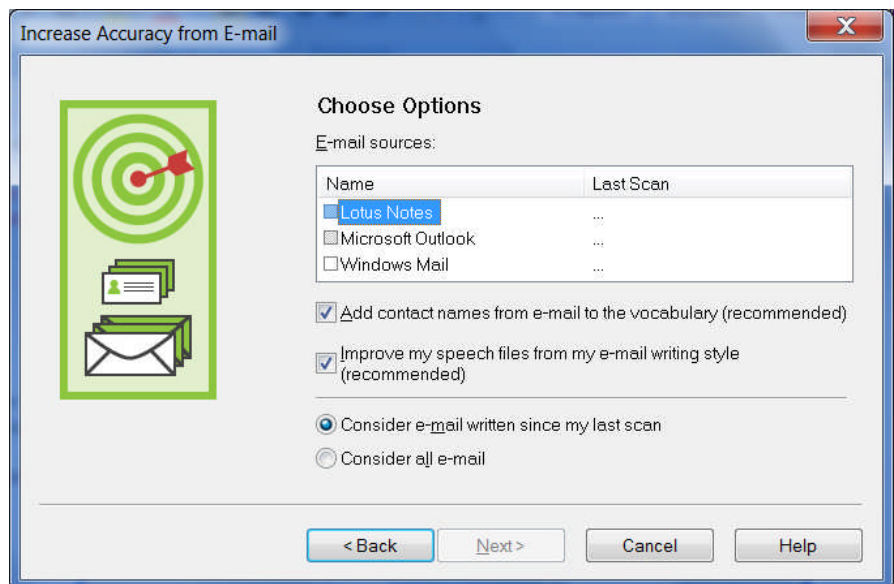 Increase Accuracy from E-mail
X
Choose Options
E-mail sources:
Name Last Scan
Lotus Notes ...
Microsoft Outlook ...
Windows Mail ...
Add contact names from e-mail to the vocabulary (recommended)
Improve my speech files from my e-mail writing style
(recommended)
Consider e-mail written since my last scan
Consider all e-mail
< Back Next > Cancel Help